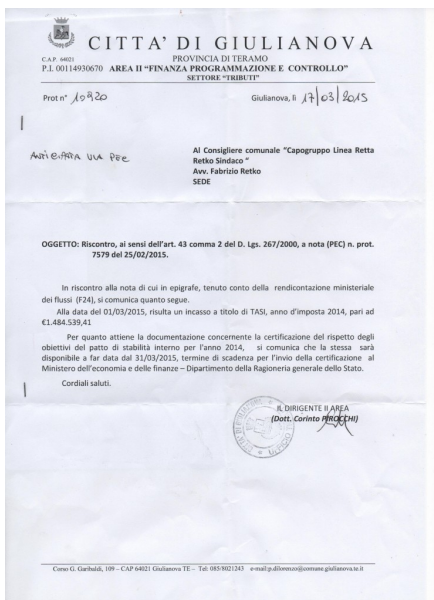 CITTA' DI GIULIANOVA
C.A.P. 64021 PROVINCIA DI TERAMO
P.I. 00114930670 AREA II "FINANZA PROGRAMMAZIONE E CONTROLLO"
SETTORE "TRIBUTI"
Prot n° 10920 Giulianova, lì 17/03/2015
ANTICIPATA VIA PEC
Al Consigliere comunale "Capogruppo Linea Retta
Retko Sindaco "
Avv. Fabrizio Retko
SEDE
OGGETTO: Riscontro, ai sensi dell'art. 43 comma 2 del D. Lgs. 267/2000, a nota (PEC) n. prot.
7579 del 25/02/2015.
In riscontro alla nota di cui in epigrafe, tenuto conto della rendicontazione ministeriale
dei flussi (F24), si comunica quanto segue.
Alla data del 01/03/2015, risulta un incasso a titolo di TASI, anno d'imposta 2014, pari ad
€1.484.539,41
Per quanto attiene la documentazione concernente la certificazione del rispetto degli
obiettivi del patto di stabilità interno per l'anno 2014, si comunica che la stessa sarà
disponibile a far data dal 31/03/2015, termine di scadenza per l'invio della certificazione al
Ministero dell'economia e delle finanze – Dipartimento della Ragioneria generale dello Stato.
Cordiali saluti.
IL DIRIGENTE II AREA
(Dott. Corinto PIROCCHI)
Corso G. Garibaldi, 109 – CAP 64021 Giulianova TE – Tel: 085/8021243 e-mail:p.dilorenzo@comune.giulianova.te.it